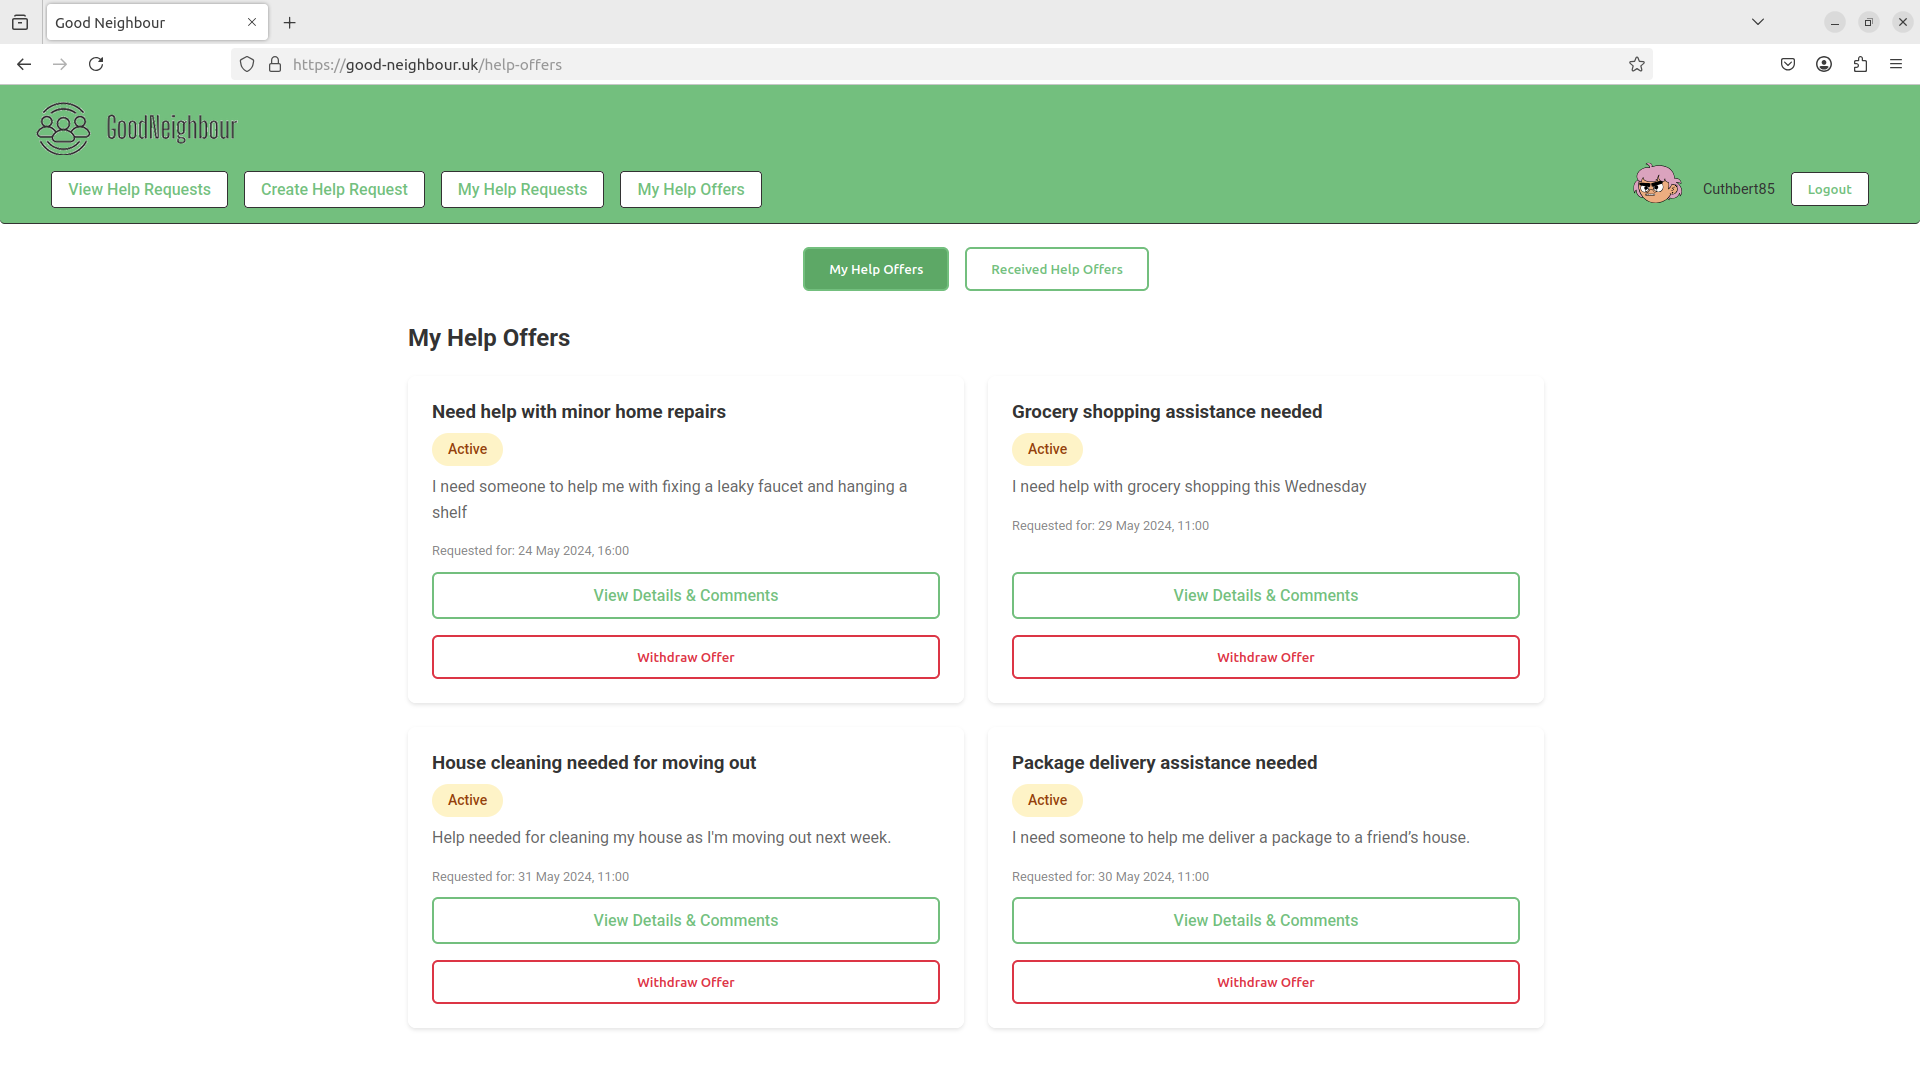 Good Neighbour
https://good-neighbour.uk/help-offers
GoodNeighbour
View Help Requests
Create Help Request
My Help Requests
My Help Offers
Cuthbert85
Logout
My Help Offers
Received Help Offers
My Help Offers
Need help with minor home repairs
Active
I need someone to help me with fixing a leaky faucet and hanging a
shelf
Requested for: 24 May 2024, 16:00
View Details & Comments
Withdraw Offer
Grocery shopping assistance needed
Active
I need help with grocery shopping this Wednesday
Requested for: 29 May 2024, 11:00
View Details & Comments
Withdraw Offer
House cleaning needed for moving out
Active
Help needed for cleaning my house as I'm moving out next week.
Requested for: 31 May 2024, 11:00
View Details & Comments
Withdraw Offer
Package delivery assistance needed
Active
I need someone to help me deliver a package to a friend’s house.
Requested for: 30 May 2024, 11:00
View Details & Comments
Withdraw Offer